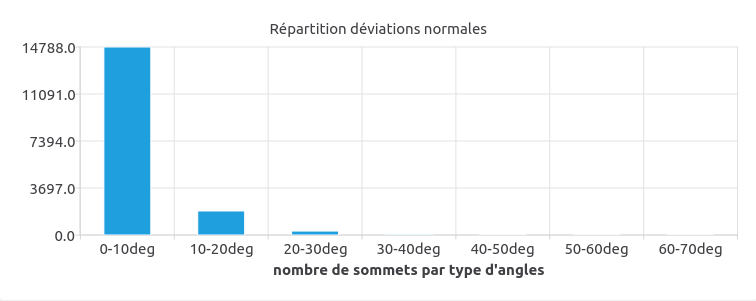 Répartition déviations normales
14788.0
11091.0
7394.0
3697.0
0.0
0-10deg 10-20deg 20-30deg 30-40deg 40-50deg 50-60deg 60-70deg
nombre de sommets par type d'angles